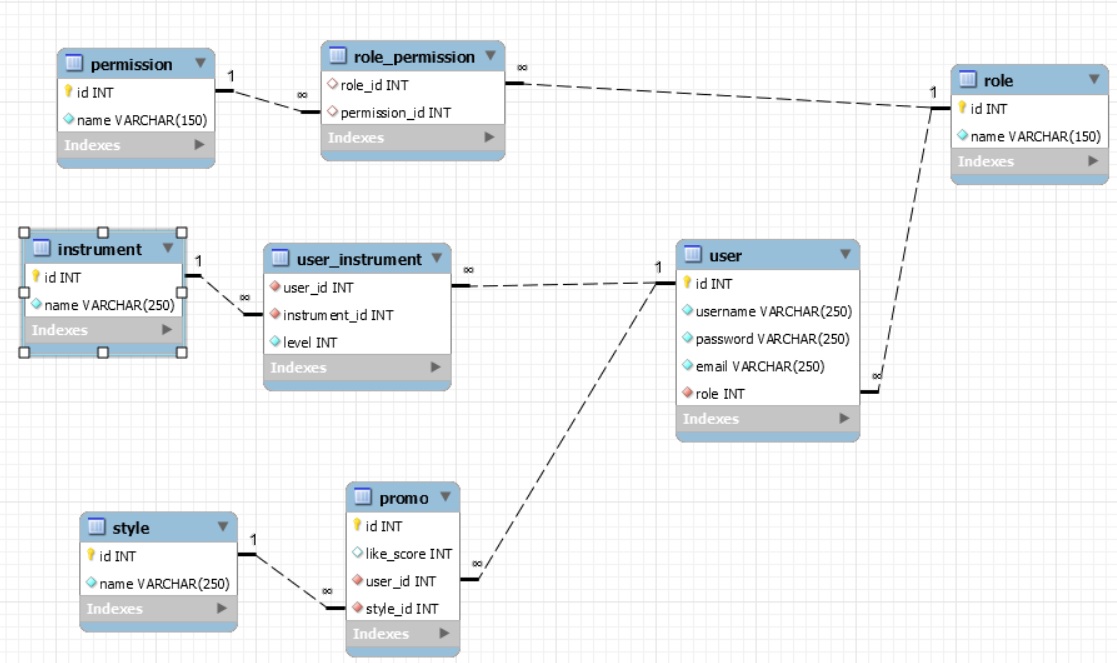 permission
id INT
name VARCHAR(150)
Indexes
1
∞
role_permission
role_id INT
permission_id INT
Indexes
∞
1
role
id INT
name VARCHAR(150)
Indexes
instrument
id INT
name VARCHAR(250)
Indexes
1
∞
user_instrument
user_id INT
instrument_id INT
level INT
Indexes
∞
1
user
id INT
username VARCHAR(250)
password VARCHAR(250)
email VARCHAR(250)
role INT
Indexes
∞
style
id INT
name VARCHAR(250)
Indexes
1
∞
promo
id INT
like_score INT
user_id INT
style_id INT
Indexes
∞